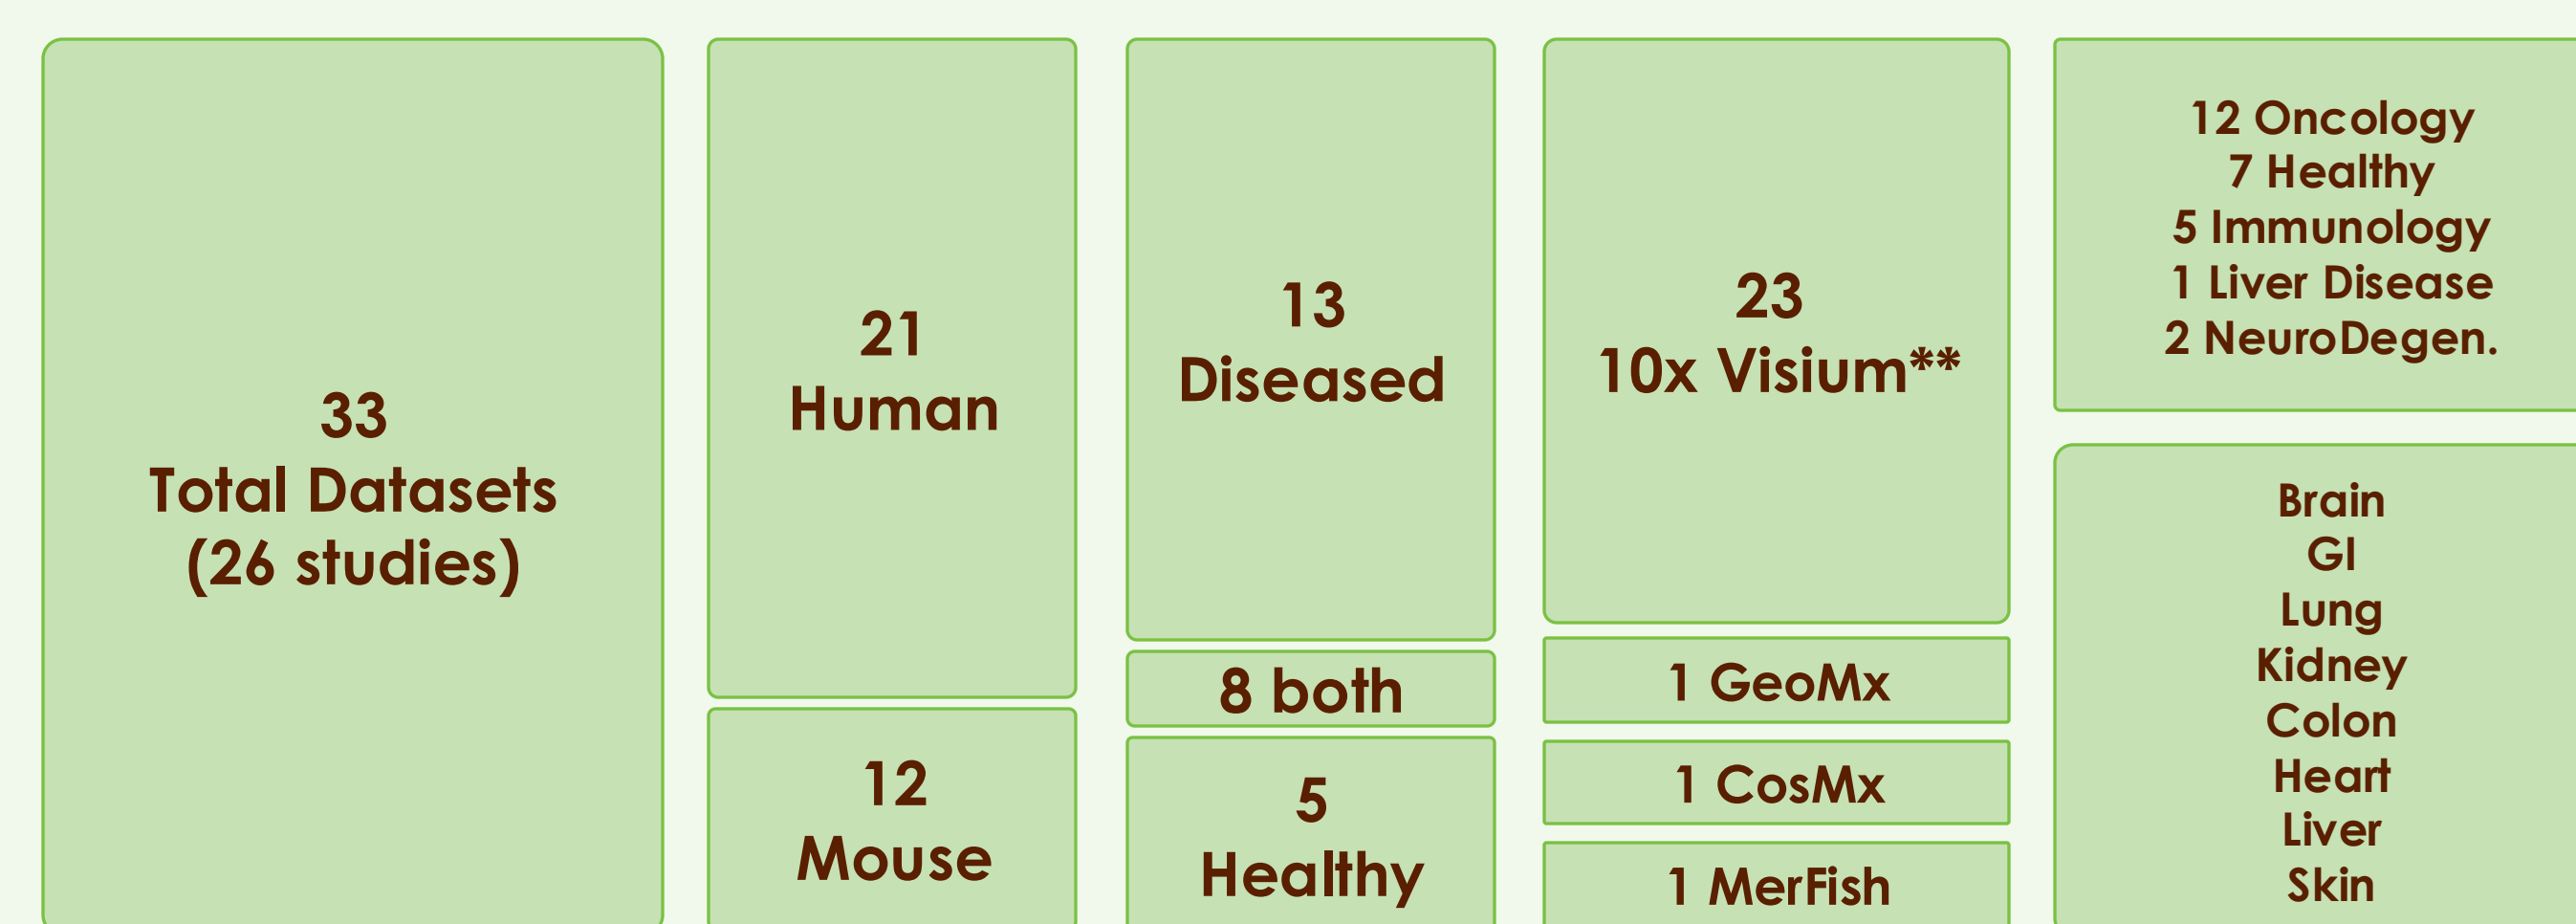 33
Total Datasets
(26 studies)
21
Human
12
Mouse
13
Diseased
8 both
5
Healthy
23
10x Visium**
1 GeoMx
1 CosMx
1 MerFish
12 Oncology
7 Healthy
5 Immunology
1 Liver Disease
2 NeuroDegen.
Brain
GI
Lung
Kidney
Colon
Heart
Liver
Skin